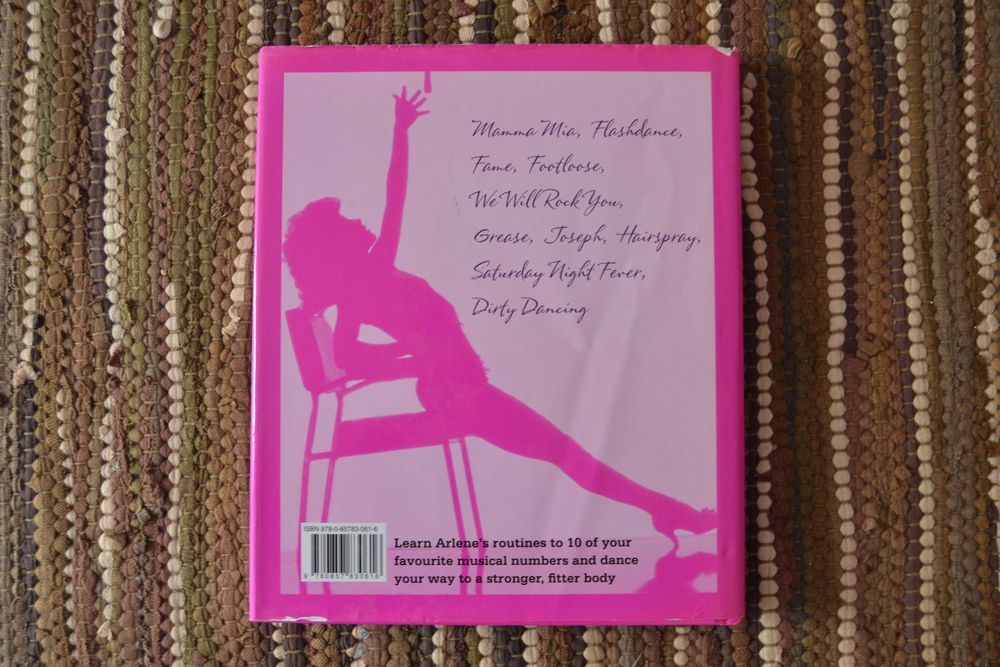 Mamma Mia, Flashdance,
Fame, Footloose,
We Will Rock You,
Grease, Joseph, Hairspray,
Saturday Night Fever,
Dirty Dancing
ISBN 978-0-85783-061-6
9 780857 830616
Learn Arlene's routines to 10 of your
favourite musical numbers and dance
your way to a stronger, fitter body